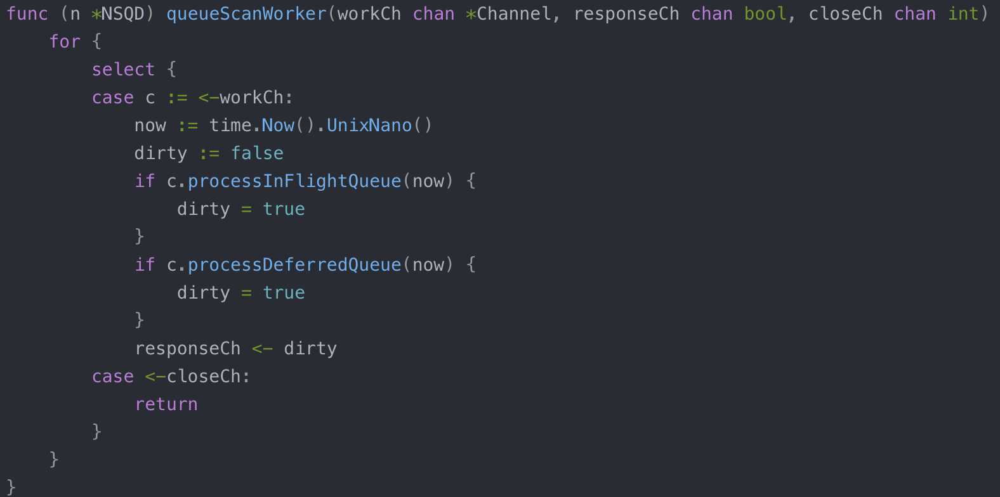 func (n *NSQD) queueScanWorker(workCh chan *Channel, responseCh chan bool, closeCh chan int)
    for {
        select {
        case c := <-workCh:
            now := time.Now().UnixNano()
            dirty := false
            if c.processInFlightQueue(now) {
                dirty = true
            }
            if c.processDeferredQueue(now) {
                dirty = true
            }
            responseCh <- dirty
        case <-closeCh:
            return
        }
    }
}